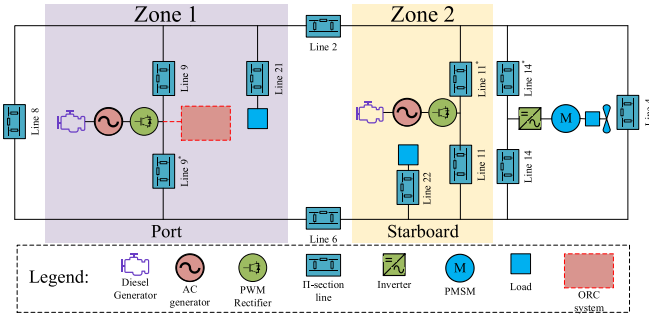 Zone 1
Zone 2
Line 2
Line 9
Line 21
Line 11*
Line 14*
Line 8
Line 4
M
Line 9*
Line 22
Line 11
Line 14
Port
Line 6
Starboard
Legend:
M
Diesel
Generator
AC
generator
PWM
Rectifier
Π-section
line
Inverter
PMSM
Load
ORC
system